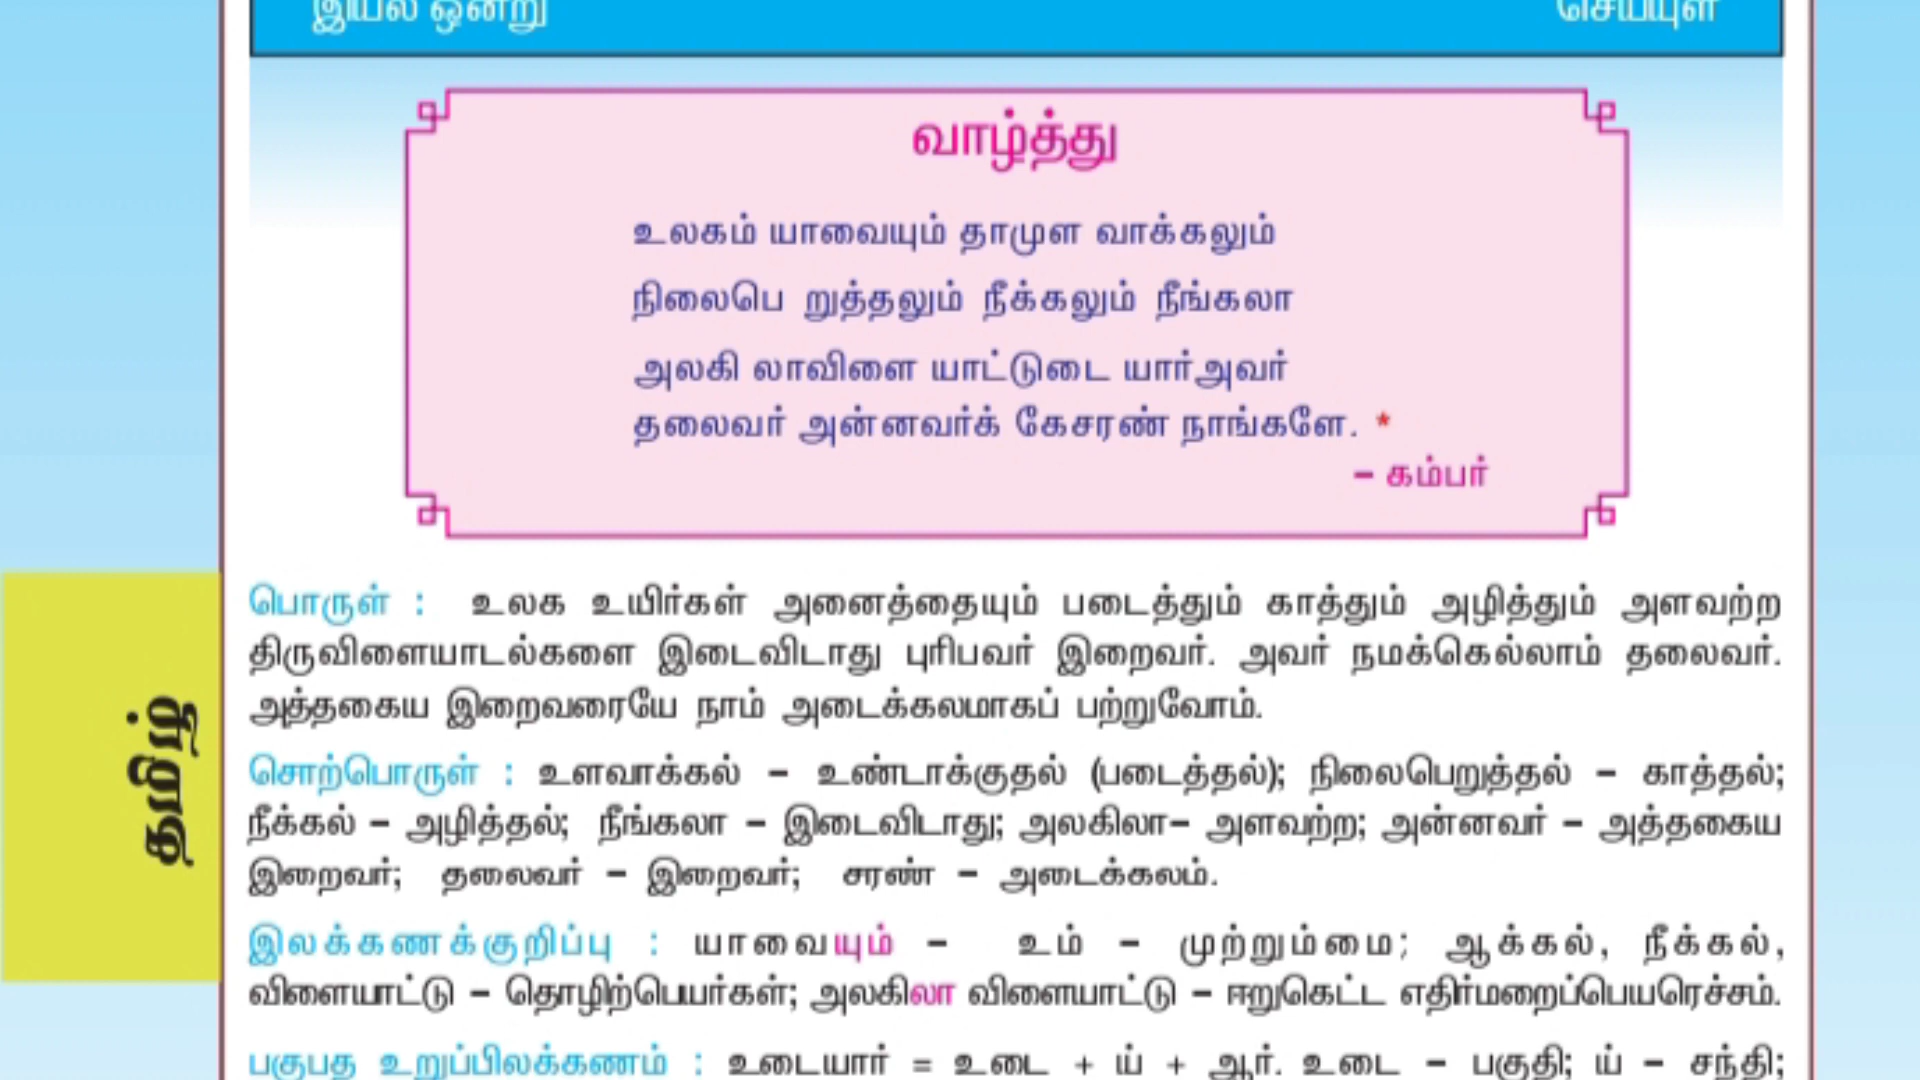 இயல் ஒன்று செய்யுள்
வாழ்த்து
உலகம் யாவையும் தாமுள வாக்கலும்
நிலைபெ றுத்தலும் நீக்கலும் நீங்கலா
அலகி லாவிளை யாட்டுடை யார்அவர்
தலைவர் அன்னவர்க் கேசரண் நாங்களே. *
– கம்பர்
பொருள் : உலக உயிர்கள் அனைத்தையும் படைத்தும் காத்தும் அழித்தும் அளவற்ற
திருவிளையாடல்களை இடைவிடாது புரிபவர் இறைவர். அவர் நமக்கெல்லாம் தலைவர்.
அத்தகைய இறைவரையே நாம் அடைக்கலமாகப் பற்றுவோம்.
சொற்பொருள் : உளவாக்கல் – உண்டாக்குதல் (படைத்தல்); நிலைபெறுத்தல் – காத்தல்;
நீக்கல் – அழித்தல்; நீங்கலா – இடைவிடாது; அலகிலா– அளவற்ற; அன்னவர் – அத்தகைய
இறைவர்; தலைவர் – இறைவர்; சரண் – அடைக்கலம்.
இலக்கணக்குறிப்பு : யாவையும் – உம் – முற்றும்மை; ஆக்கல், நீக்கல்,
விளையாட்டு – தொழிற்பெயர்கள்; அலகிலா விளையாட்டு – ஈறுகெட்ட எதிர்மறைப்பெயரெச்சம்.
பகுபத உறுப்பிலக்கணம் : உடையார் = உடை + ய் + ஆர். உடை – பகுதி; ய் – சந்தி;
தமிழ்